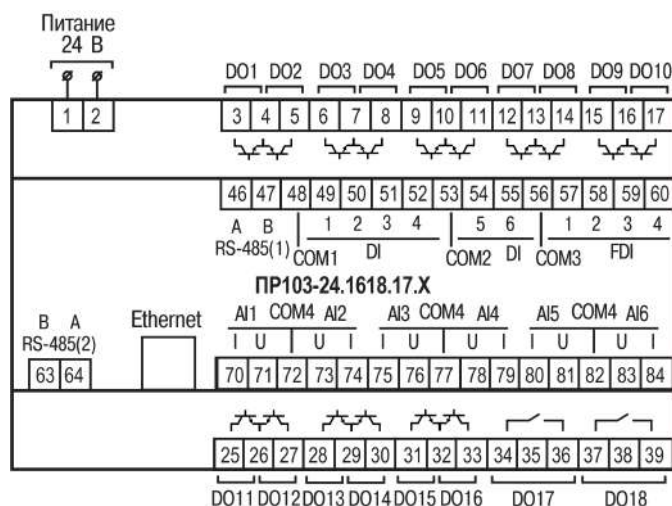 Питание
24 В
DO1 DO2 DO3 DO4 DO5 DO6 DO7 DO8 DO9 DO10
1 2 3 4 5 6 7 8 9 10 11 12 13 14 15 16 17
46 47 48 49 50 51 52 53 54 55 56 57 58 59 60
A B 1 2 3 4 5 6 1 2 3 4
RS-485(1) COM1 DI COM2 DI COM3 FDI
ПР103-24.1618.17.X
B A Ethernet AI1 COM4 AI2 AI3 COM4 AI4 AI5 COM4 AI6
RS-485(2) I U U I I U U I I U U I
63 64 70 71 72 73 74 75 76 77 78 79 80 81 82 83 84
25 26 27 28 29 30 31 32 33 34 35 36 37 38 39
DO11 DO12 DO13 DO14 DO15 DO16 DO17 DO18